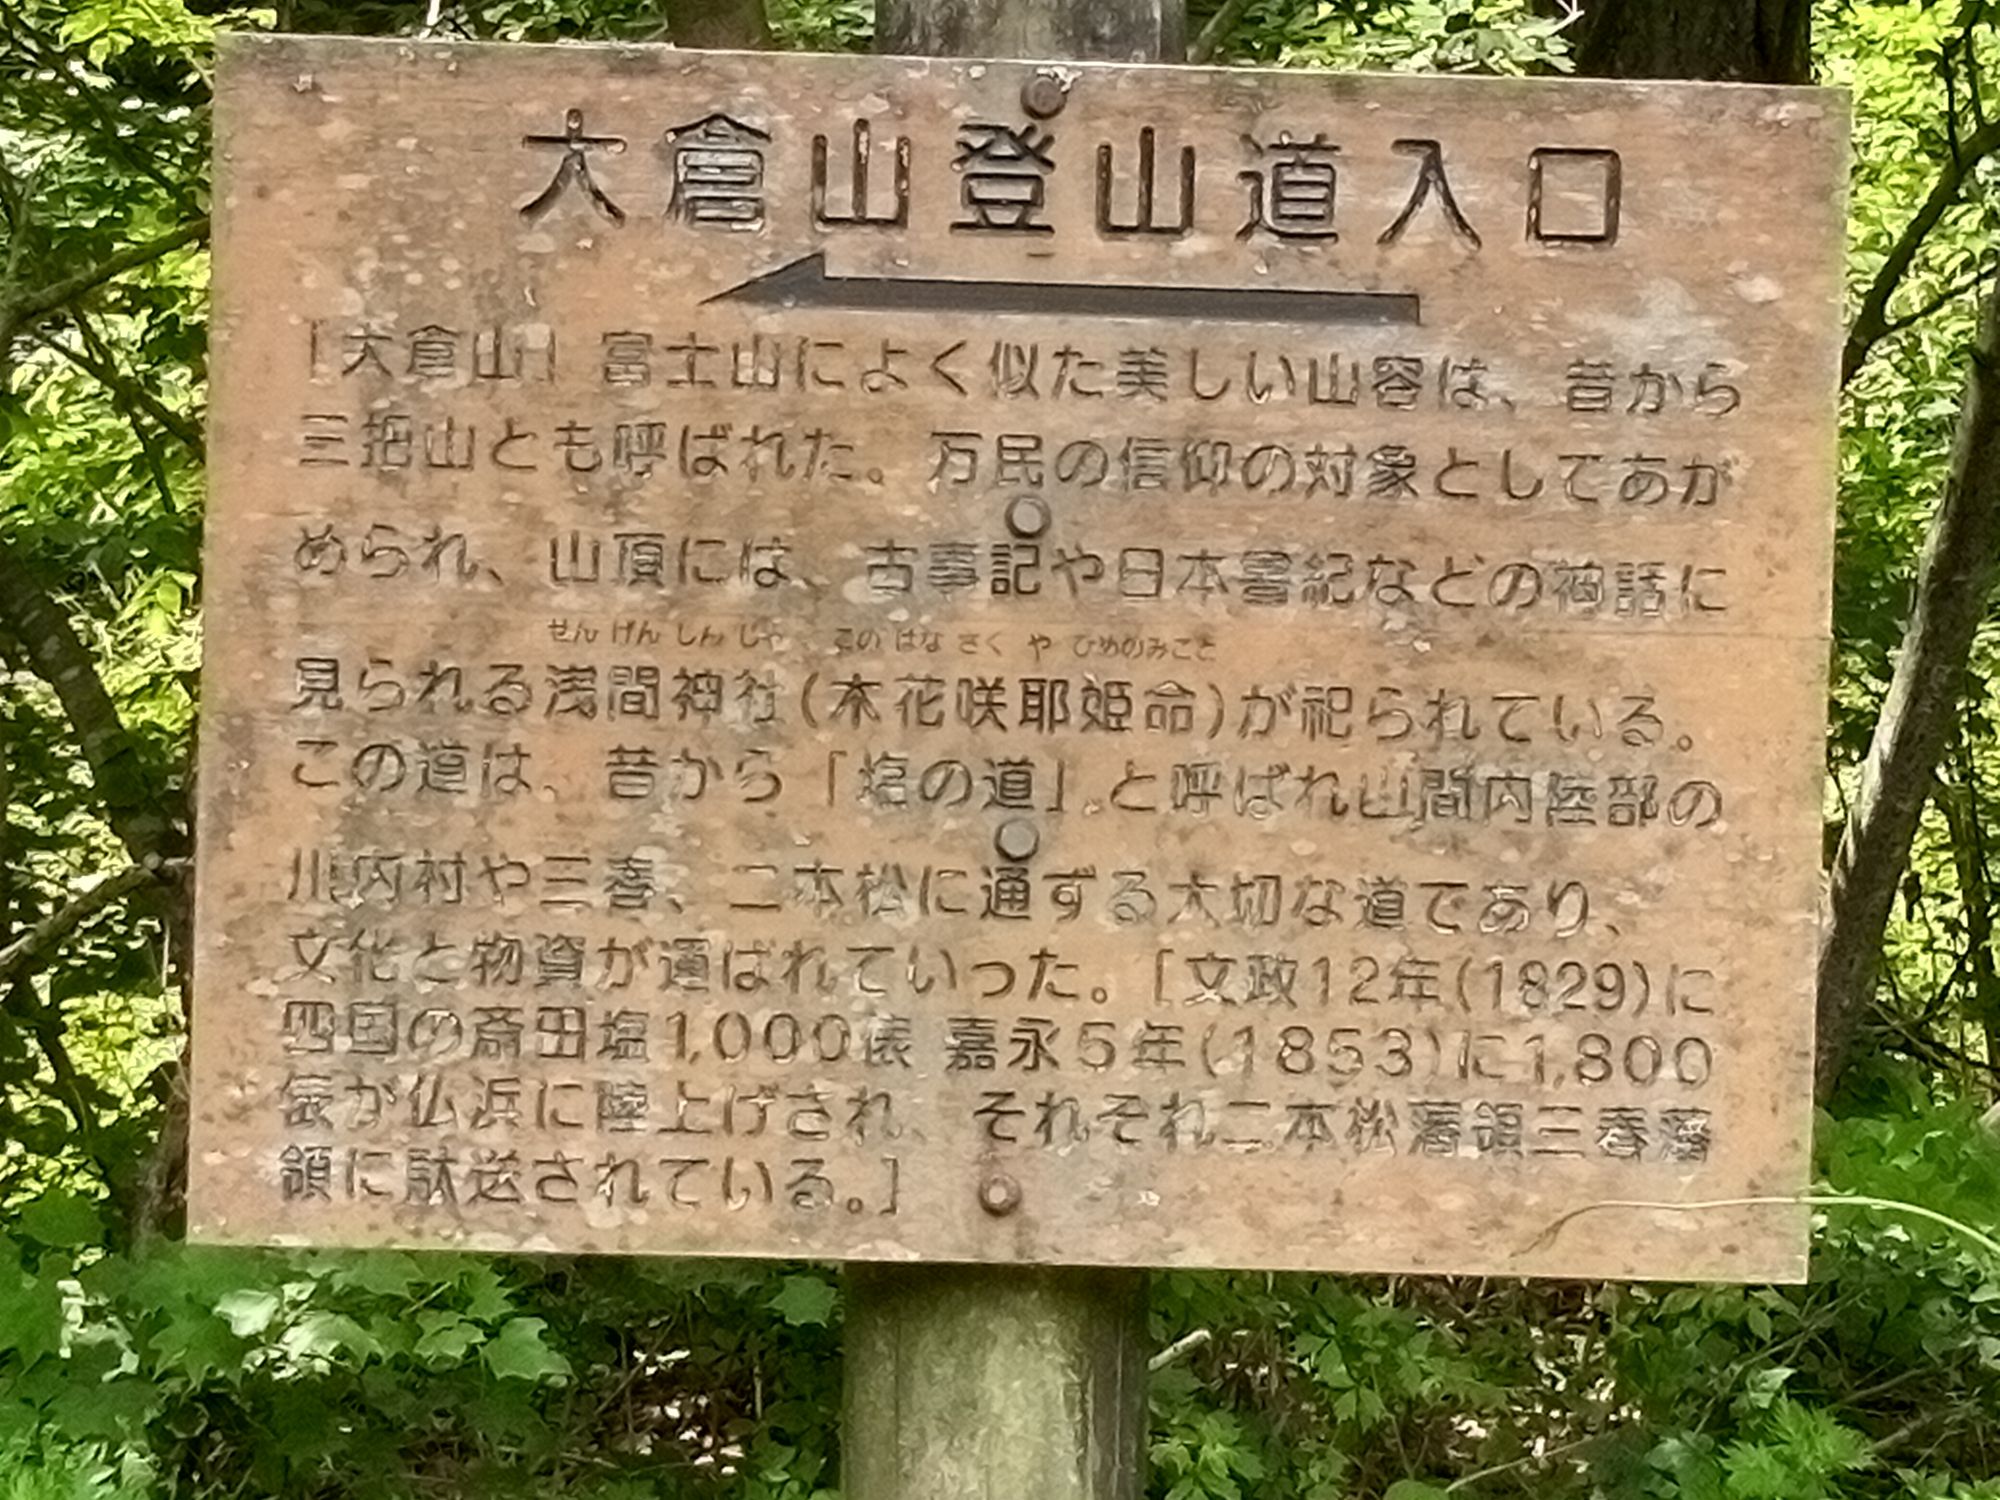 大倉山登山道入口
「大倉山」富士山によく似た美しい山容は、昔から
三把山とも呼ばれた。万民の信仰の対象としてあが
められ、山頂には、古事記や日本書紀などの神話に
せん げん しん じゃ この はな さく や ひめのみこと
見られる浅間神社(木花咲耶姫命)が祀られている。
この道は、昔から「塩の道」と呼ばれ山間内陸部の
川内村や三春、二本松に通ずる大切な道であり、
文化と物資が運ばれていった。[文政12年(1829)に
四国の斎田塩1,000俵 嘉永5年(1853)に1,800
俵が仏浜に陸上げされ、それぞれ二本松藩領三春藩
領に駄送されている。]